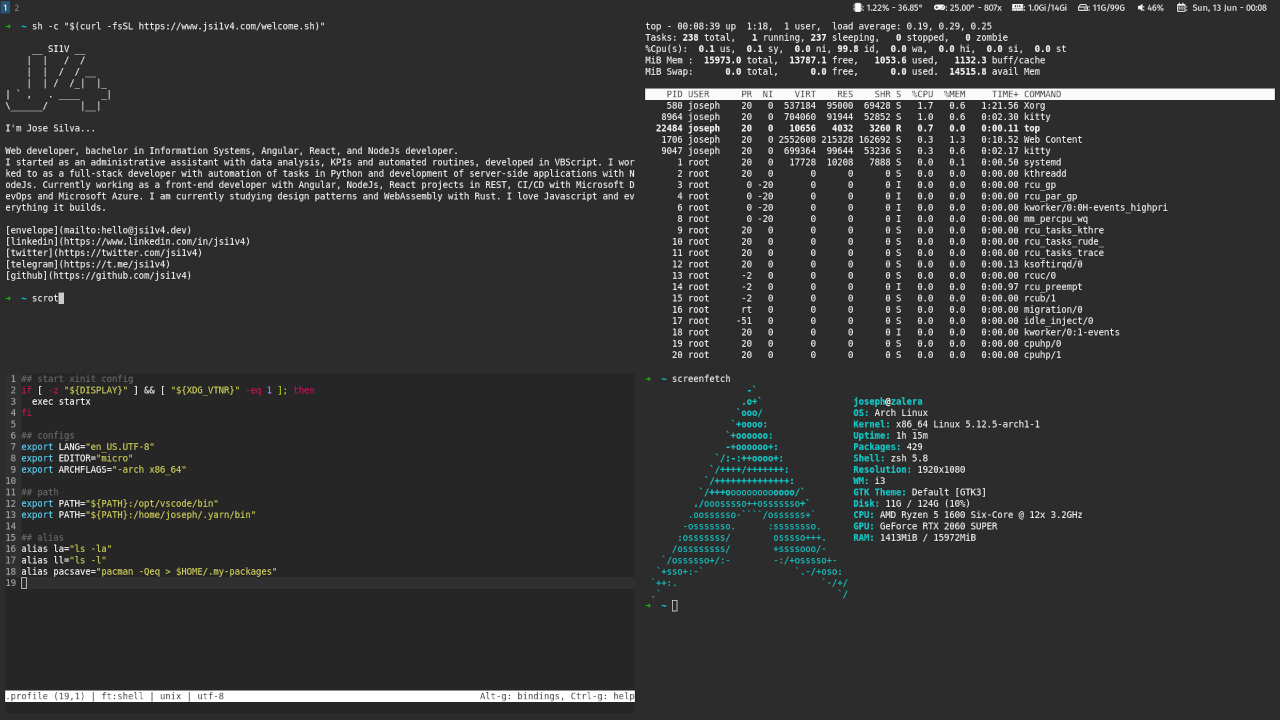 1 2
1.22% - 36.85° 25.00° - 807x 1.0Gi/14Gi 11G/99G 46% Sun, 13 Jun — 00:08
→ ~ sh -c "$(curl -fsSL https://www.jsi1v4.com/welcome.sh)"
__ SI1V __
I'm Jose Silva...
Web developer, bachelor in Information Systems, Angular, React, and NodeJs developer.
I started as an administrative assistant with data analysis, KPIs and automated routines, developed in VBScript. I wor
ked to as a full-stack developer with automation of tasks in Python and development of server-side applications with N
odeJs. Currently working as a front-end developer with Angular, NodeJs, React projects in REST, CI/CD with Microsoft D
evOps and Microsoft Azure. I am currently studying design patterns and WebAssembly with Rust. I love Javascript and ev
erything it builds.
[envelope](mailto:hello@jsi1v4.dev)
[linkedin](https://www.linkedin.com/in/jsi1v4)
[twitter](https://twitter.com/jsi1v4)
[telegram](https://t.me/jsi1v4)
[github](https://github.com/jsi1v4)
→ ~ scrot
top - 00:08:39 up 1:18, 1 user, load average: 0.19, 0.29, 0.25
Tasks: 238 total, 1 running, 237 sleeping, 0 stopped, 0 zombie
%Cpu(s): 0.1 us, 0.1 sy, 0.0 ni, 99.8 id, 0.0 wa, 0.0 hi, 0.0 si, 0.0 st
MiB Mem : 15973.0 total, 13787.1 free, 1053.6 used, 1132.3 buff/cache
MiB Swap: 0.0 total, 0.0 free, 0.0 used. 14515.8 avail Mem
PID USER PR NI VIRT RES SHR S %CPU %MEM TIME+ COMMAND
580 joseph 20 0 537184 95000 69428 S 1.7 0.6 1:21.56 Xorg
8964 joseph 20 0 704060 91944 52852 S 1.0 0.6 0:02.30 kitty
22484 joseph 20 0 10656 4032 3260 R 0.7 0.0 0:00.11 top
1706 joseph 20 0 2552608 215328 162692 S 0.3 1.3 0:10.52 Web Content
9047 joseph 20 0 699364 99644 53236 S 0.3 0.6 0:02.17 kitty
1 root 20 0 17728 10208 7888 S 0.0 0.1 0:00.50 systemd
2 root 20 0 0 0 0 S 0.0 0.0 0:00.00 kthreadd
3 root 0 -20 0 0 0 I 0.0 0.0 0:00.00 rcu_gp
4 root 0 -20 0 0 0 I 0.0 0.0 0:00.00 rcu_par_gp
6 root 0 -20 0 0 0 I 0.0 0.0 0:00.00 kworker/0:0H-events_highpri
8 root 0 -20 0 0 0 I 0.0 0.0 0:00.00 mm_percpu_wq
9 root 20 0 0 0 0 S 0.0 0.0 0:00.00 rcu_tasks_kthre
10 root 20 0 0 0 0 S 0.0 0.0 0:00.00 rcu_tasks_rude_
11 root 20 0 0 0 0 S 0.0 0.0 0:00.00 rcu_tasks_trace
12 root 20 0 0 0 0 S 0.0 0.0 0:00.13 ksoftirqd/0
13 root -2 0 0 0 0 S 0.0 0.0 0:00.00 rcuc/0
14 root -2 0 0 0 0 I 0.0 0.0 0:00.97 rcu_preempt
15 root -2 0 0 0 0 S 0.0 0.0 0:00.00 rcub/1
16 root rt 0 0 0 0 S 0.0 0.0 0:00.00 migration/0
17 root -51 0 0 0 0 S 0.0 0.0 0:00.00 idle_inject/0
18 root 20 0 0 0 0 I 0.0 0.0 0:00.00 kworker/0:1-events
19 root 20 0 0 0 0 S 0.0 0.0 0:00.00 cpuhp/0
20 root 20 0 0 0 0 S 0.0 0.0 0:00.00 cpuhp/1
1 ## start xinit config
2 if [ -z "${DISPLAY}" ] && [ "${XDG_VTNR}" -eq 1 ]; then
3 exec startx
4 fi
5
6 ## configs
7 export LANG="en_US.UTF-8"
8 export EDITOR="micro"
9 export ARCHFLAGS="-arch x86_64"
10
11 ## path
12 export PATH="${PATH}:/opt/vscode/bin"
13 export PATH="${PATH}:/home/joseph/.yarn/bin"
14
15 ## alias
16 alias la="ls -la"
17 alias ll="ls -l"
18 alias pacsave="pacman -Qeq > $HOME/.my-packages"
19
.profile (19,1) | ft:shell | unix | utf-8 Alt-g: bindings, Ctrl-g: help
→ ~ screenfetch
joseph@zalera
OS: Arch Linux
Kernel: x86_64 Linux 5.12.5-arch1-1
Uptime: 1h 15m
Packages: 429
Shell: zsh 5.8
Resolution: 1920x1080
WM: i3
GTK Theme: Default [GTK3]
Disk: 11G / 124G (10%)
CPU: AMD Ryzen 5 1600 Six-Core @ 12x 3.2GHz
GPU: GeForce RTX 2060 SUPER
RAM: 1413MiB / 15972MiB
→ ~